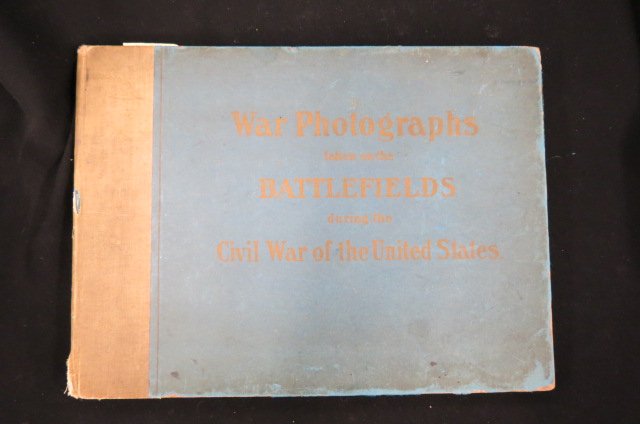 War Photographs
taken on the
BATTLEFIELDS
during the
Civil War of the United States.